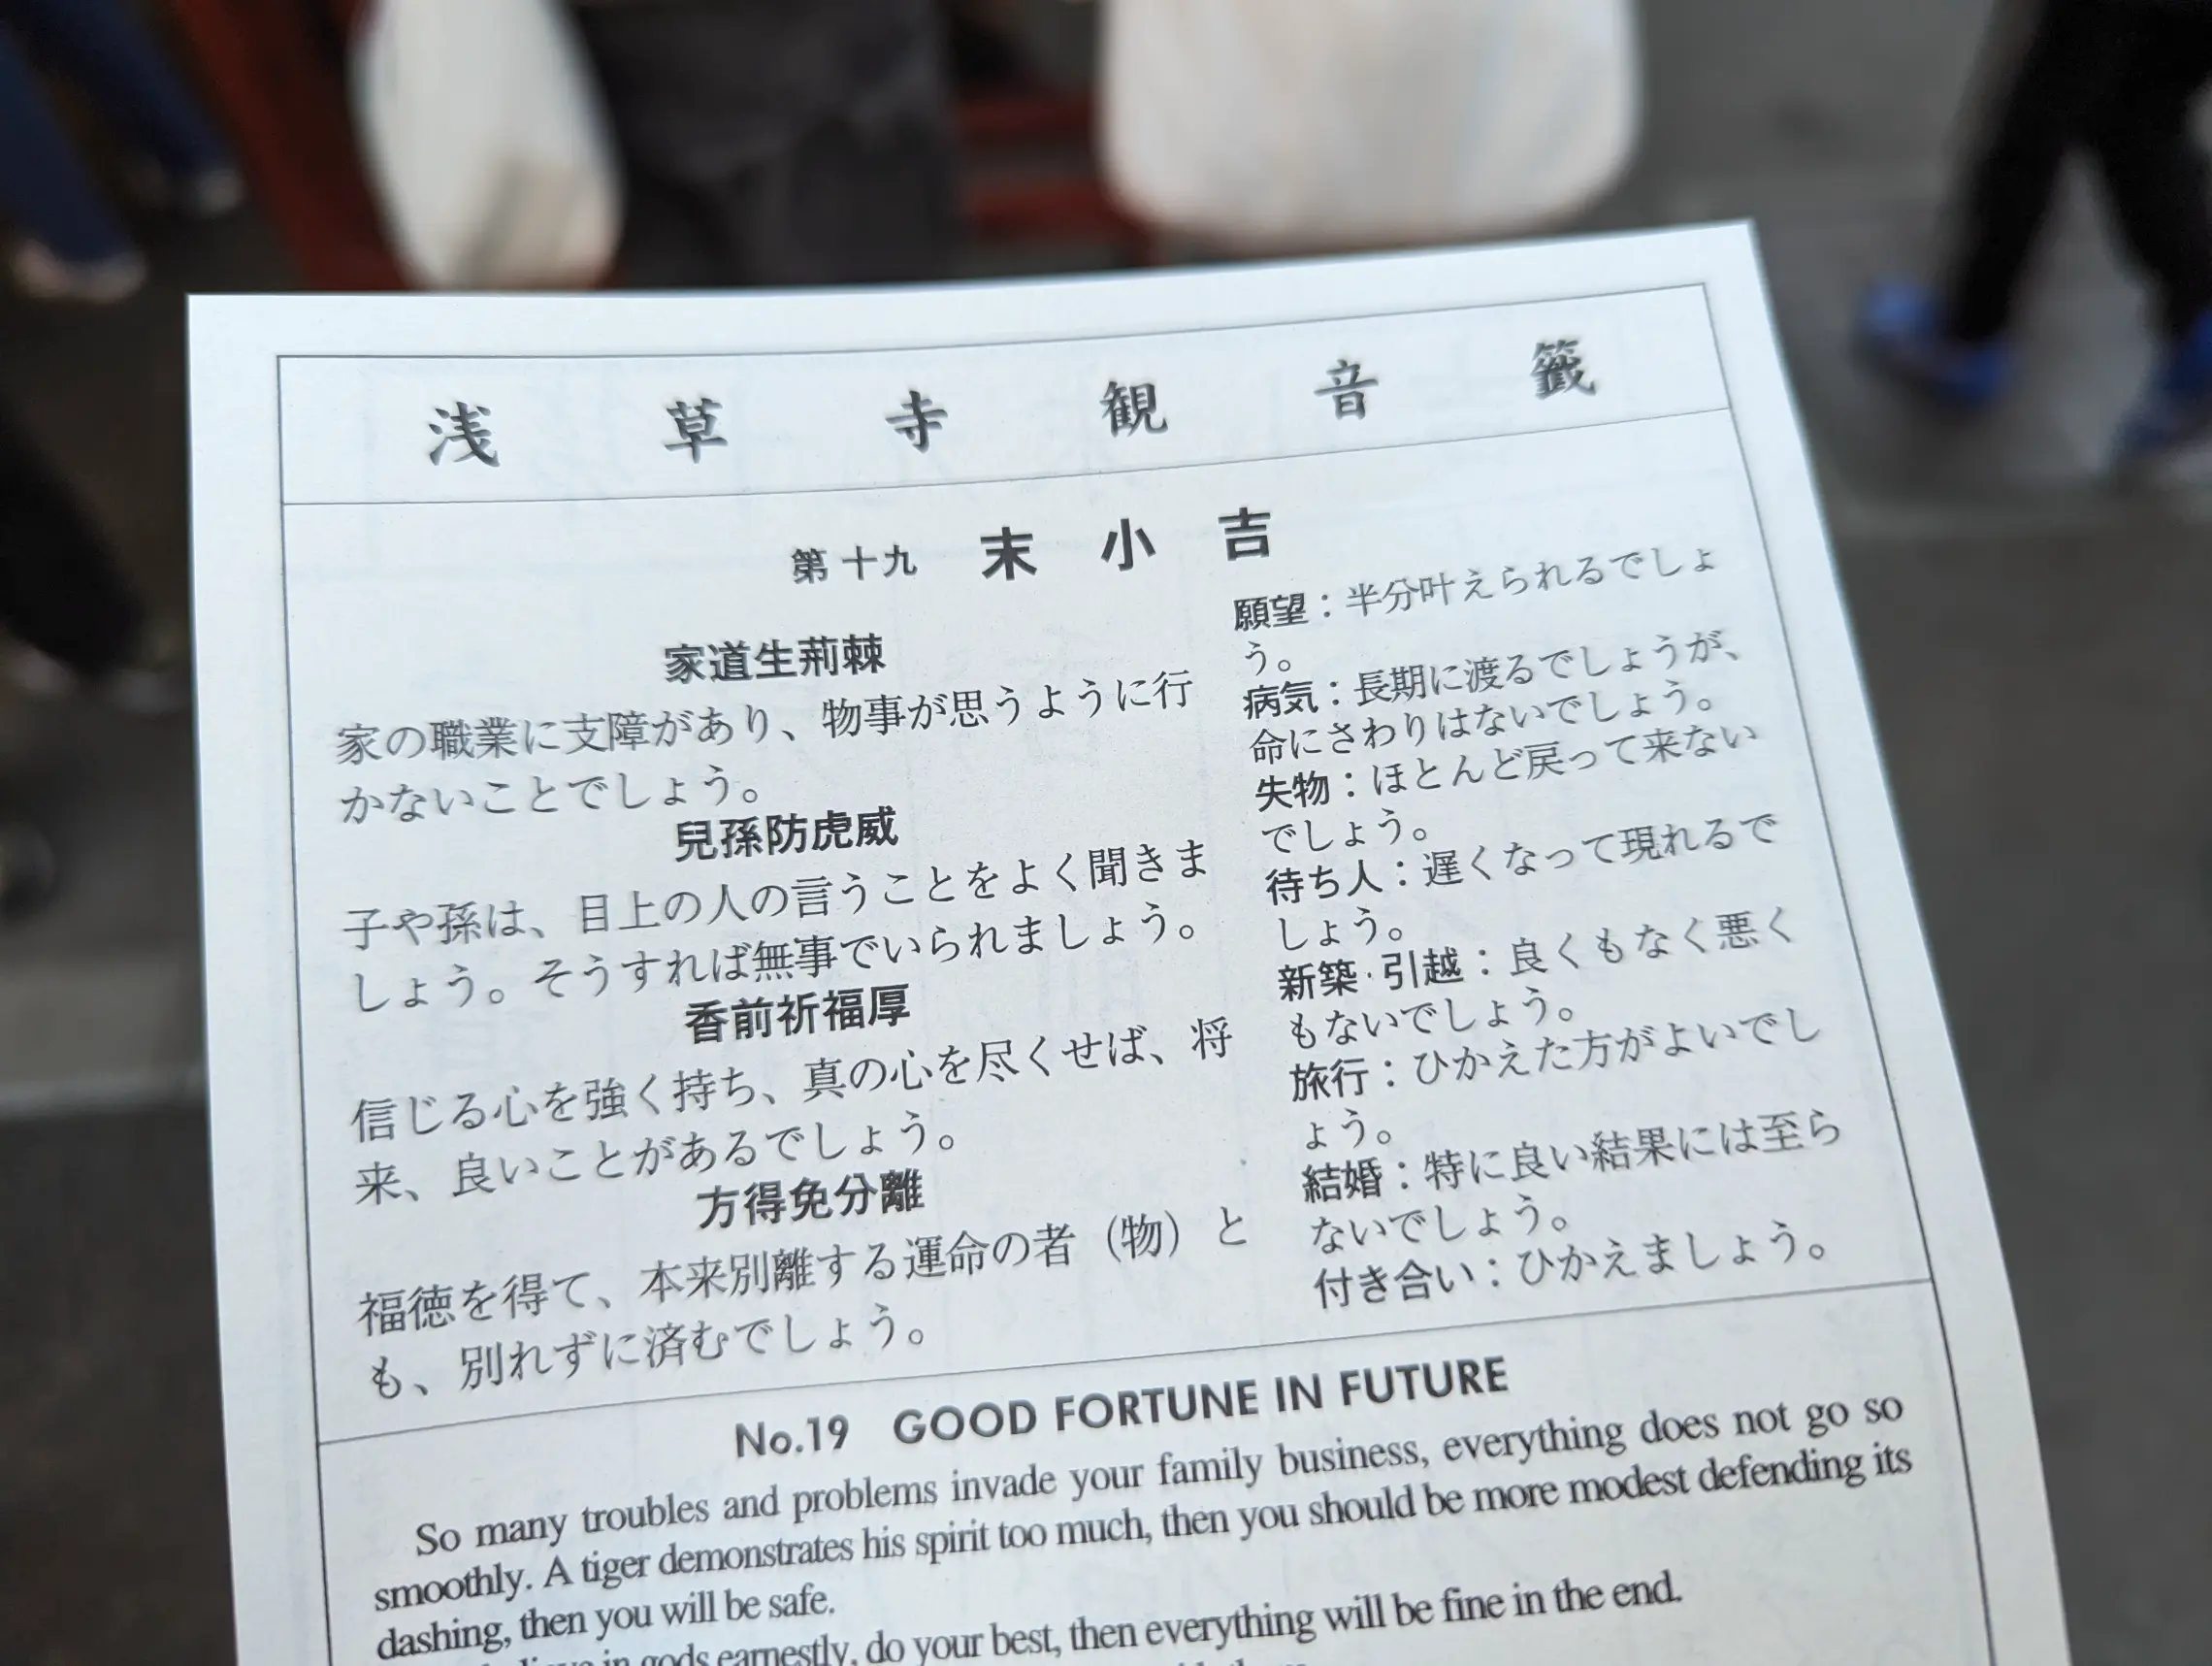 浅草寺観音籤
第十九 末小吉
家道生荊棘
家の職業に支障があり、物事が思うように行
かないことでしょう。
兒孫防虎威
子や孫は、目上の人の言うことをよく聞きま
しょう。そうすれば無事でいられましょう。
香前祈福厚
信じる心を強く持ち、真の心を尽くせば、将
来、良いことがあるでしょう。
方得免分離
福徳を得て、本来別離する運命の者（物）と
も、別れずに済むでしょう。
願望：半分叶えられるでしょ
う。
病気：長期に渡るでしょうが、
命にさわりはないでしょう。
失物：ほとんど戻って来ない
でしょう。
待ち人：遅くなって現れるで
しょう。
新築・引越：良くもなく悪く
もないでしょう。
旅行：ひかえた方がよいでし
ょう。
結婚：特に良い結果には至ら
ないでしょう。
付き合い：ひかえましょう。
No.19 GOOD FORTUNE IN FUTURE
So many troubles and problems invade your family business, everything does not go so
smoothly. A tiger demonstrates his spirit too much, then you should be more modest defending its
dashing, then you will be safe.
in gods earnestly, do your best, then everything will be fine in the end.